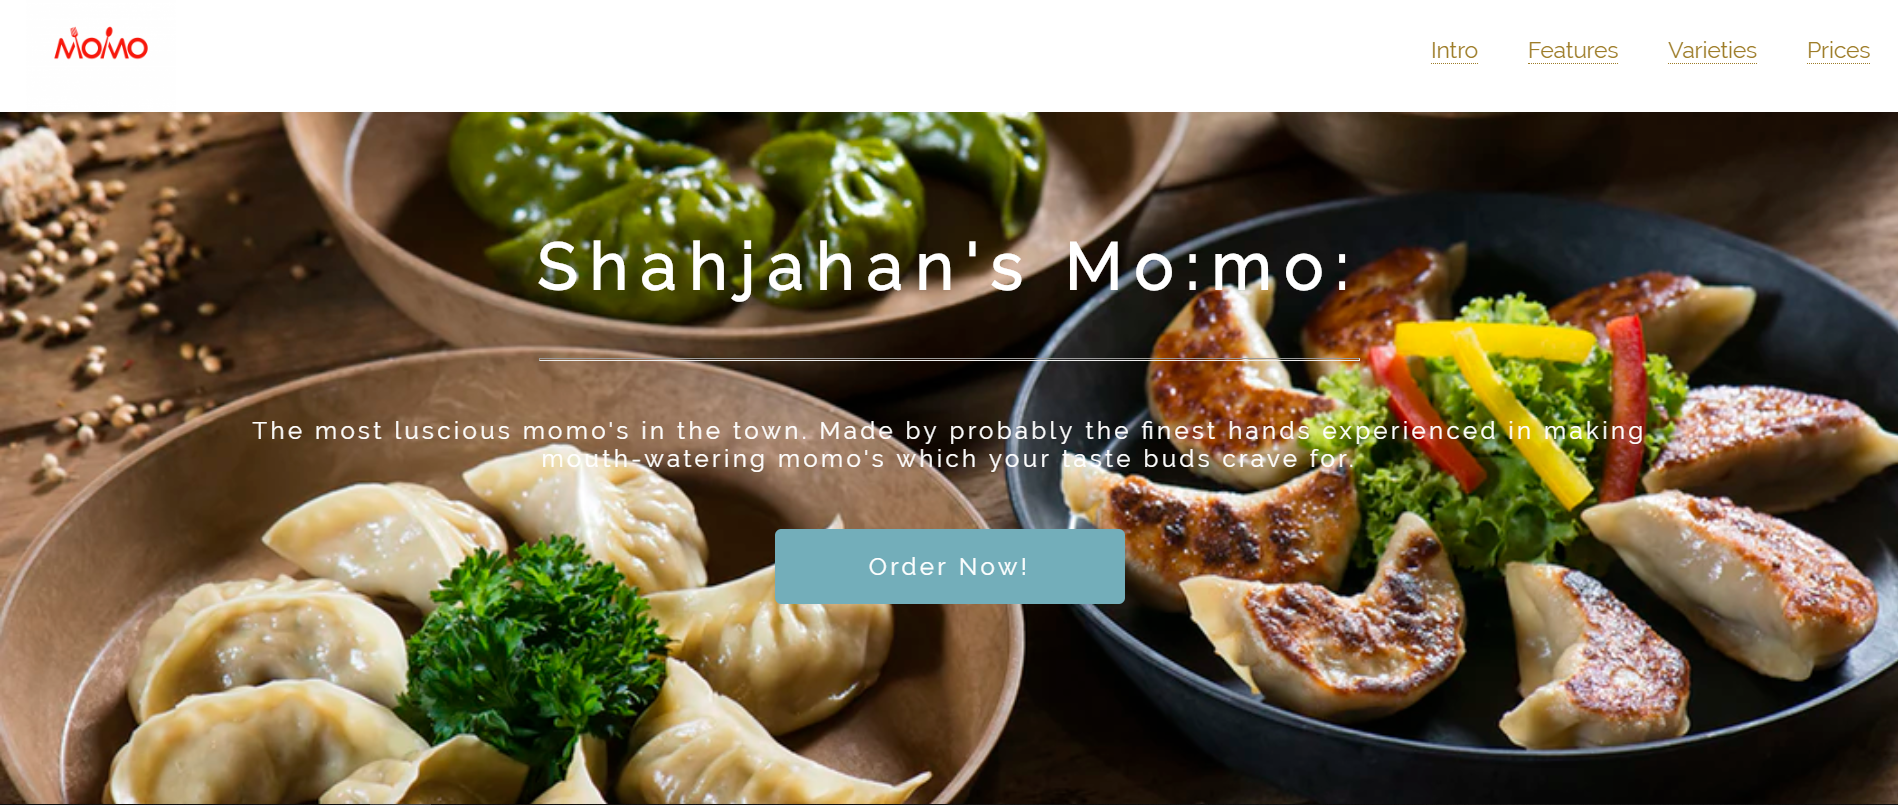 MOMO
Intro
Features
Varieties
Prices
Shahjahan's Mo:mo:
The most luscious momo's in the town. Made by probably the finest hands experienced in making
mouth-watering momo's which your taste buds crave for.
Order Now!